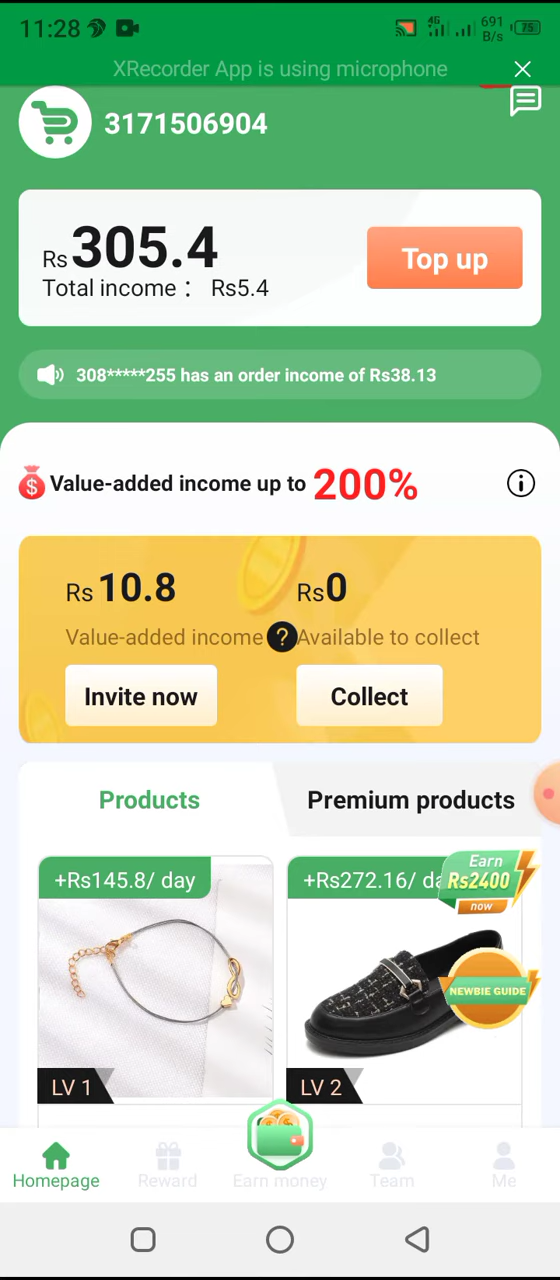 11:28
4G
691
B/s
75
XRecorder App is using microphone
3171506904
Rs305.4
Top up
Total income： Rs5.4
308*****255 has an order income of Rs38.13
$ Value-added income up to 200%
Rs 10.8
Rs0
Value-added income ? Available to collect
Invite now
Collect
Products
Premium products
+Rs145.8/ day
+Rs272.16/ da
Earn
Rs2400
now
NEWBIE GUIDE
LV 1
LV 2
Homepage
Reward
Earn money
Team
Me